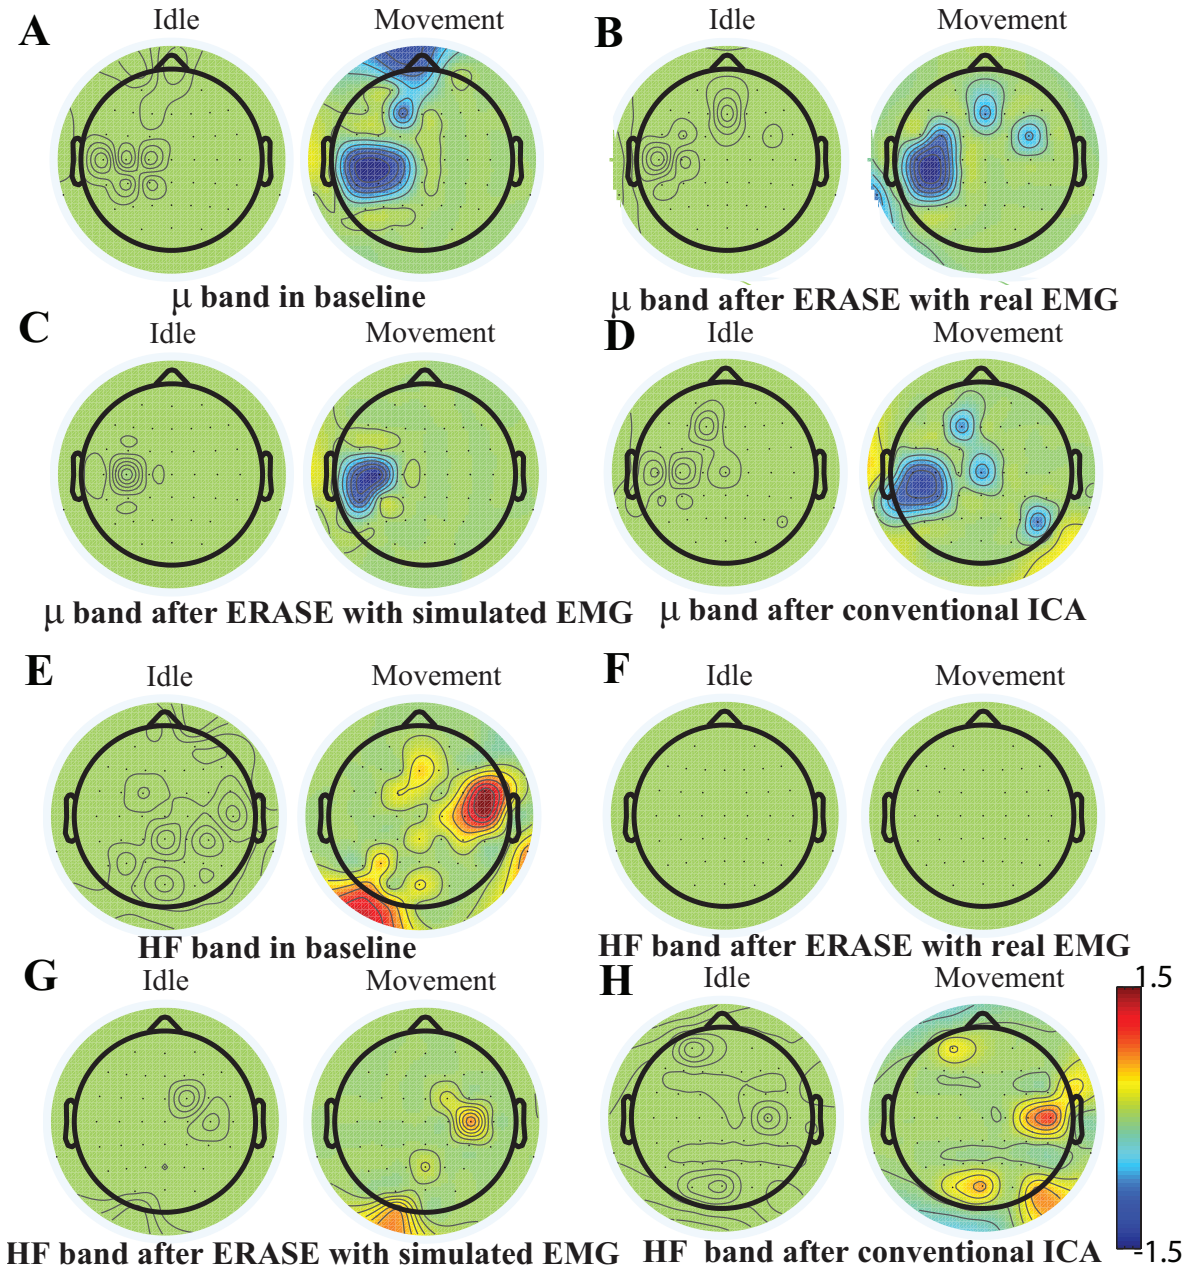 A
Idle
Movement
B
Idle
Movement
μ band in baseline
μ band after ERASE with real EMG
C
Idle
Movement
D
Idle
Movement
μ band after ERASE with simulated EMG
μ band after conventional ICA
E
Idle
Movement
F
Idle
Movement
HF band in baseline
HF band after ERASE with real EMG
G
Idle
Movement
H
Idle
Movement
1.5
-1.5
HF band after ERASE with simulated EMG
HF band after conventional ICA